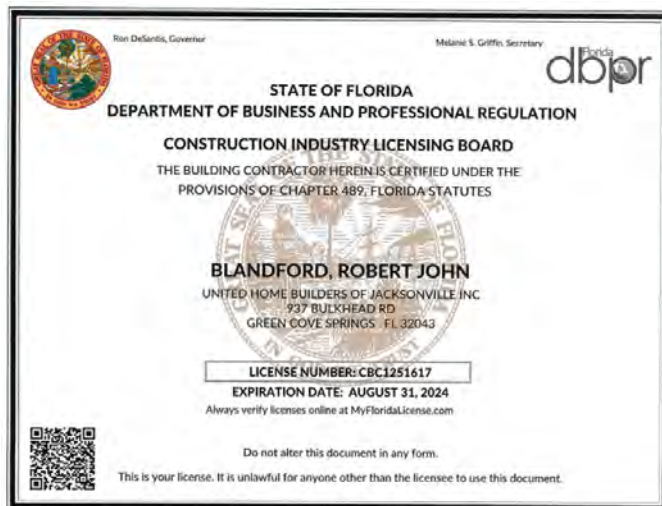 Ron DeSantis, Governor
Melanie S. Griffin, Secretary
Florida
dbpr
STATE OF FLORIDA
DEPARTMENT OF BUSINESS AND PROFESSIONAL REGULATION
CONSTRUCTION INDUSTRY LICENSING BOARD
THE BUILDING CONTRACTOR HEREIN IS CERTIFIED UNDER THE
PROVISIONS OF CHAPTER 489, FLORIDA STATUTES
BLANDFORD, ROBERT JOHN
UNITED HOME BUILDERS OF JACKSONVILLE INC
937 BULKHEAD RD
GREEN COVE SPRINGS FL 32043
LICENSE NUMBER: CBC1251617
EXPIRATION DATE: AUGUST 31, 2024
Always verify licenses online at MyFloridaLicense.com
Do not alter this document in any form.
This is your license. It is unlawful for anyone other than the licensee to use this document.